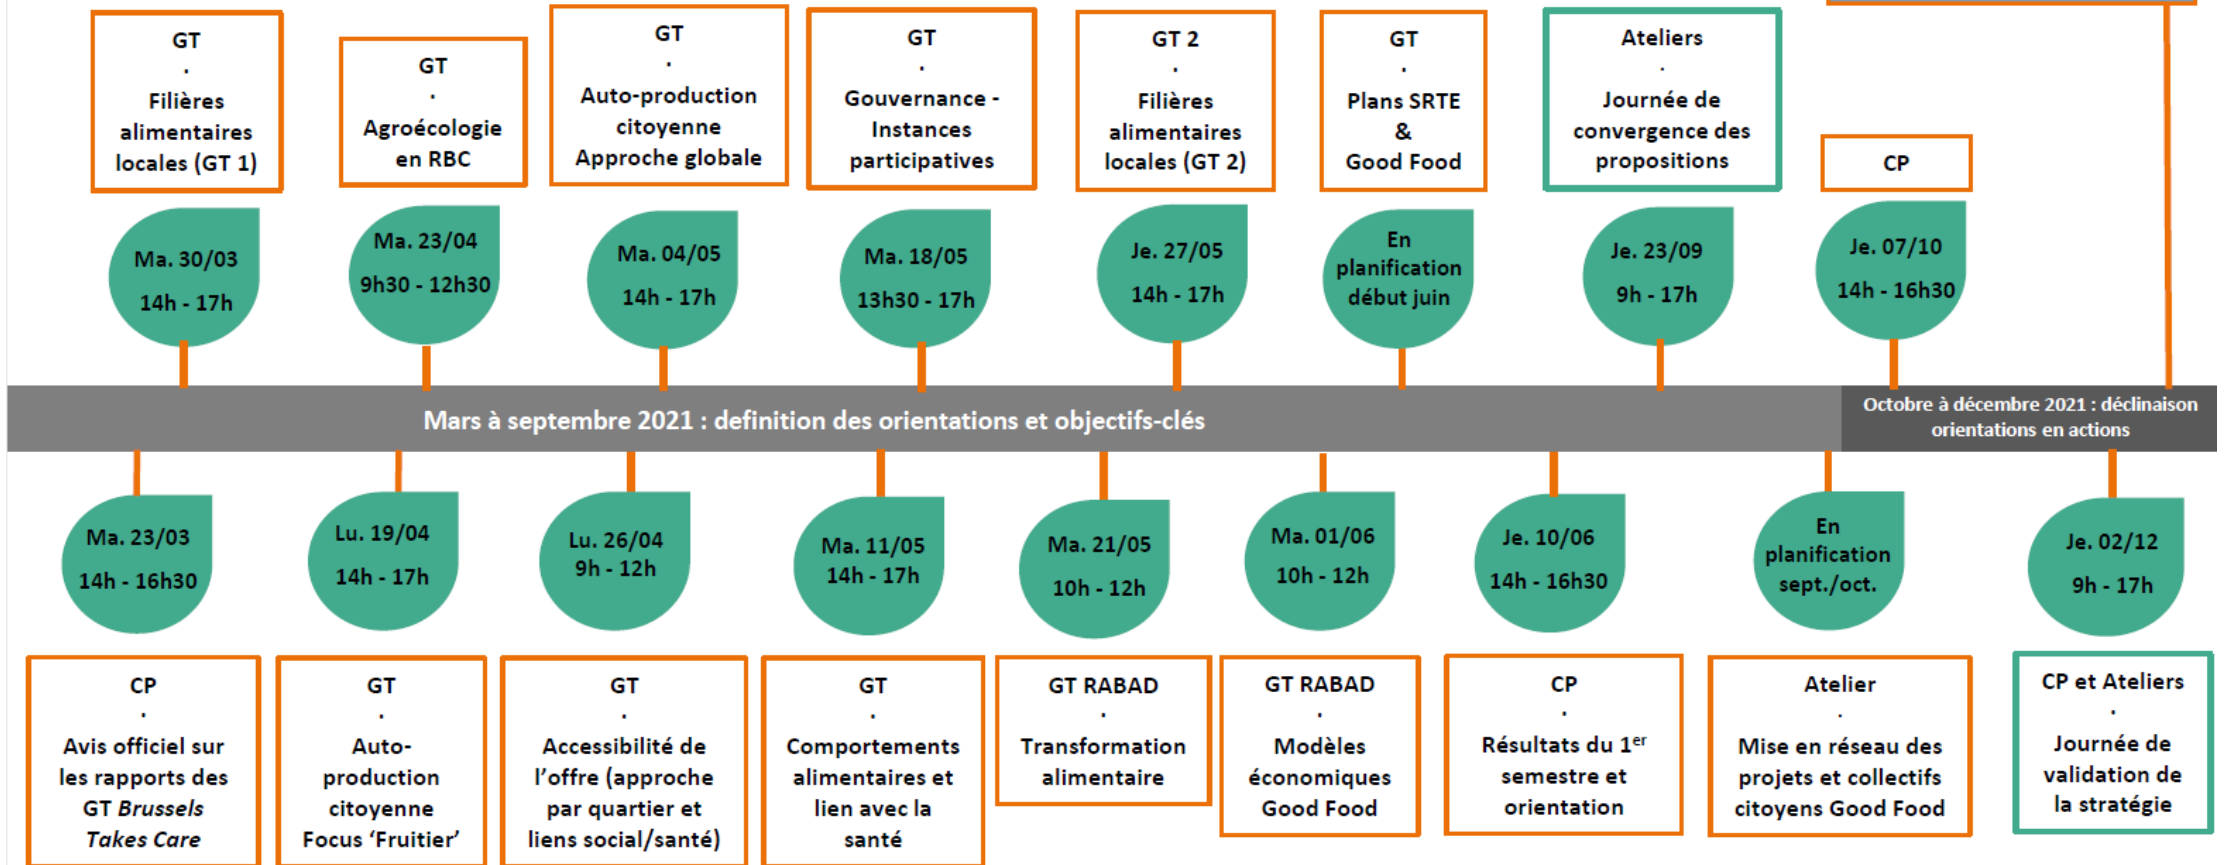 GT
·
Filières
alimentaires
locales (GT 1)
GT
·
Agroécologie
en RBC
GT
·
Auto-production
citoyenne
Approche globale
GT
·
Gouvernance -
Instances
participatives
GT 2
·
Filières
alimentaires
locales (GT 2)
GT
·
Plans SRTE
&
Good Food
Ateliers
·
Journée de
convergence des
propositions
CP
Ma. 30/03
14h - 17h
Ma. 23/04
9h30 - 12h30
Ma. 04/05
14h - 17h
Ma. 18/05
13h30 - 17h
Je. 27/05
14h - 17h
En
planification
début juin
Je. 23/09
9h - 17h
Je. 07/10
14h - 16h30
Mars à septembre 2021 : definition des orientations et objectifs-clés
Octobre à décembre 2021 : déclinaison
orientations en actions
Ma. 23/03
14h - 16h30
Lu. 19/04
14h - 17h
Lu. 26/04
9h - 12h
Ma. 11/05
14h - 17h
Ma. 21/05
10h - 12h
Ma. 01/06
10h - 12h
Je. 10/06
14h - 16h30
En
planification
sept./oct.
Je. 02/12
9h - 17h
CP
·
Avis officiel sur
les rapports des
GT Brussels
Takes Care
GT
·
Auto-
production
citoyenne
Focus ‘Fruitier’
GT
·
Accessibilité de
l’offre (approche
par quartier et
liens social/santé)
GT
·
Comportements
alimentaires et
lien avec la
santé
GT RABAD
·
Transformation
alimentaire
GT RABAD
·
Modèles
économiques
Good Food
CP
·
Résultats du 1er
semestre et
orientation
Atelier
·
Mise en réseau des
projets et collectifs
citoyens Good Food
CP et Ateliers
·
Journée de
validation de
la stratégie